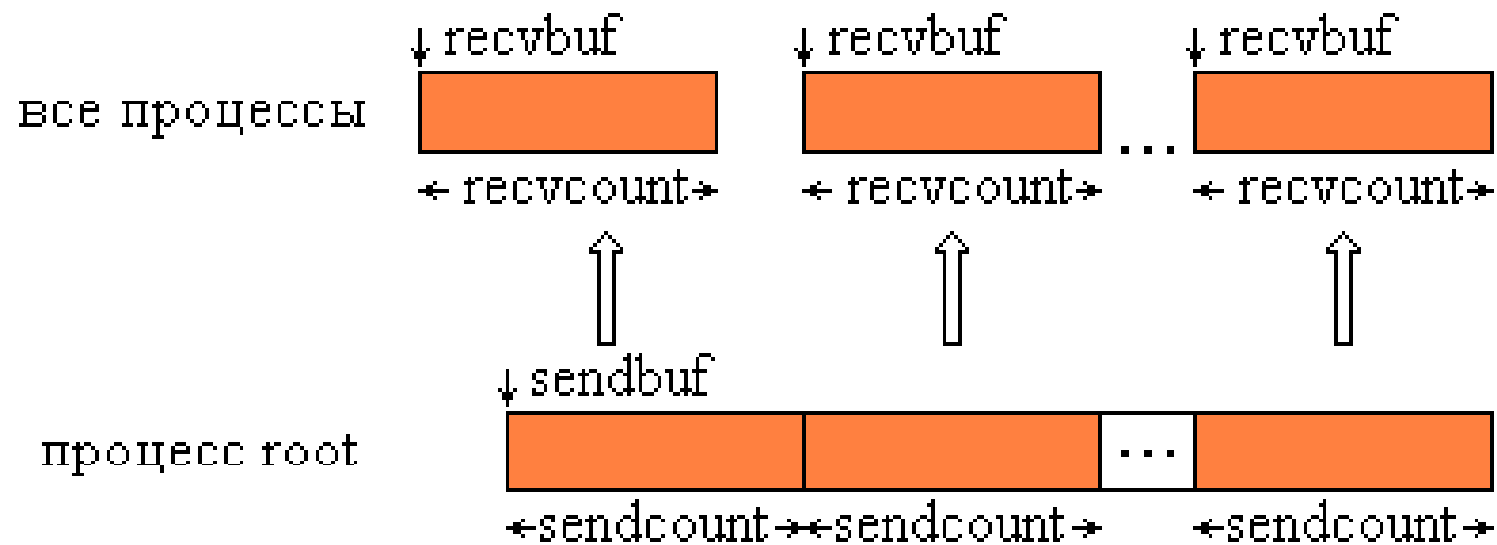 recvbuf recvbuf recvbuf
все процессы ...
recvcount recvcount recvcount
sendbuf
процесс root ...
sendcount sendcount sendcount